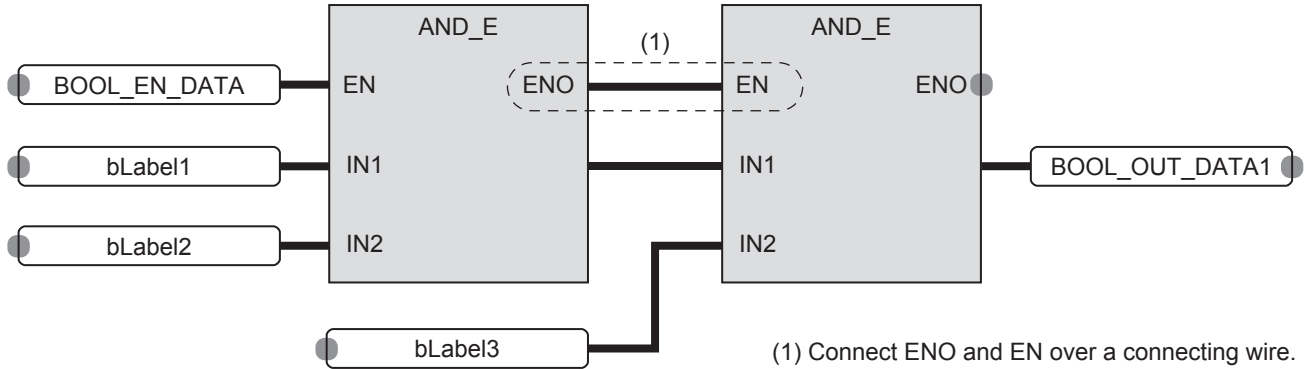 AND_E
AND_E
(1)
BOOL_EN_DATA
EN
ENO
EN
ENO
bLabel1
IN1
IN1
BOOL_OUT_DATA1
bLabel2
IN2
IN2
bLabel3
(1) Connect ENO and EN over a connecting wire.